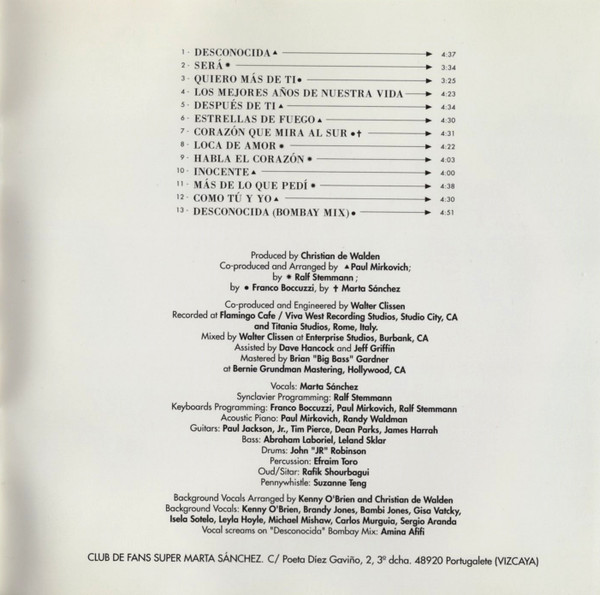 1 - DESCONOCIDA ▲ 4:37
2 - SERÁ ✷ 3:34
3 - QUIERO MÁS DE TI ● 3:25
4 - LOS MEJORES AÑOS DE NUESTRA VIDA 4:23
5 - DESPUÉS DE TI ▲ 4:34
6 - ESTRELLAS DE FUEGO ▲ 4:30
7 - CORAZÓN QUE MIRA AL SUR ●† 4:31
8 - LOCA DE AMOR ✷ 4:22
9 - HABLA EL CORAZÓN ✷ 4:03
10 - INOCENTE ▲ 4:00
11 - MÁS DE LO QUE PEDÍ ✷ 4:38
12 - COMO TÚ Y YO ▲ 4:30
13 - DESCONOCIDA (BOMBAY MIX) ● 4:51
Produced by Christian de Walden
Co-produced and Arranged by ▲ Paul Mirkovich;
by ✷ Ralf Stemmann ;
by ● Franco Boccuzzi, by † Marta Sánchez
Co-produced and Engineered by Walter Clissen
Recorded at Flamingo Cafe / Viva West Recording Studios, Studio City, CA
and Titania Studios, Rome, Italy.
Mixed by Walter Clissen at Enterprise Studios, Burbank, CA
Assisted by Dave Hancock and Jeff Griffin
Mastered by Brian "Big Bass" Gardner
at Bernie Grundman Mastering, Hollywood, CA
Vocals: Marta Sánchez
Synclavier Programming: Ralf Stemmann
Keyboards Programming: Franco Boccuzzi, Paul Mirkovich, Ralf Stemmann
Acoustic Piano: Paul Mirkovich, Randy Waldman
Guitars: Paul Jackson, Jr., Tim Pierce, Dean Parks, James Harrah
Bass: Abraham Laboriel, Leland Sklar
Drums: John "JR" Robinson
Percussion: Efraim Toro
Oud/Sitar: Rafik Shourbagui
Pennywhistle: Suzanne Teng
Background Vocals Arranged by Kenny O'Brien and Christian de Walden
Background Vocals: Kenny O'Brien, Brandy Jones, Bambi Jones, Gisa Vatcky,
Isela Sotelo, Leyla Hoyle, Michael Mishaw, Carlos Murguia, Sergio Aranda
Vocal screams on "Desconocida" Bombay Mix: Amina Afifi
CLUB DE FANS SUPER MARTA SÁNCHEZ. C/ Poeta Díez Gaviño, 2, 3º dcha. 48920 Portugalete (VIZCAYA)